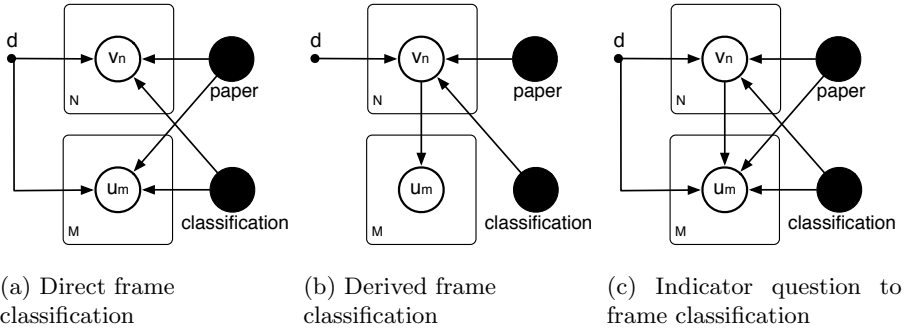 d
vn
N
paper
um
M
classification
d
vn
N
paper
um
M
classification
d
vn
N
paper
um
M
classification
(a) Direct frame
classification
(b) Derived frame
classification
(c) Indicator question to
frame classification